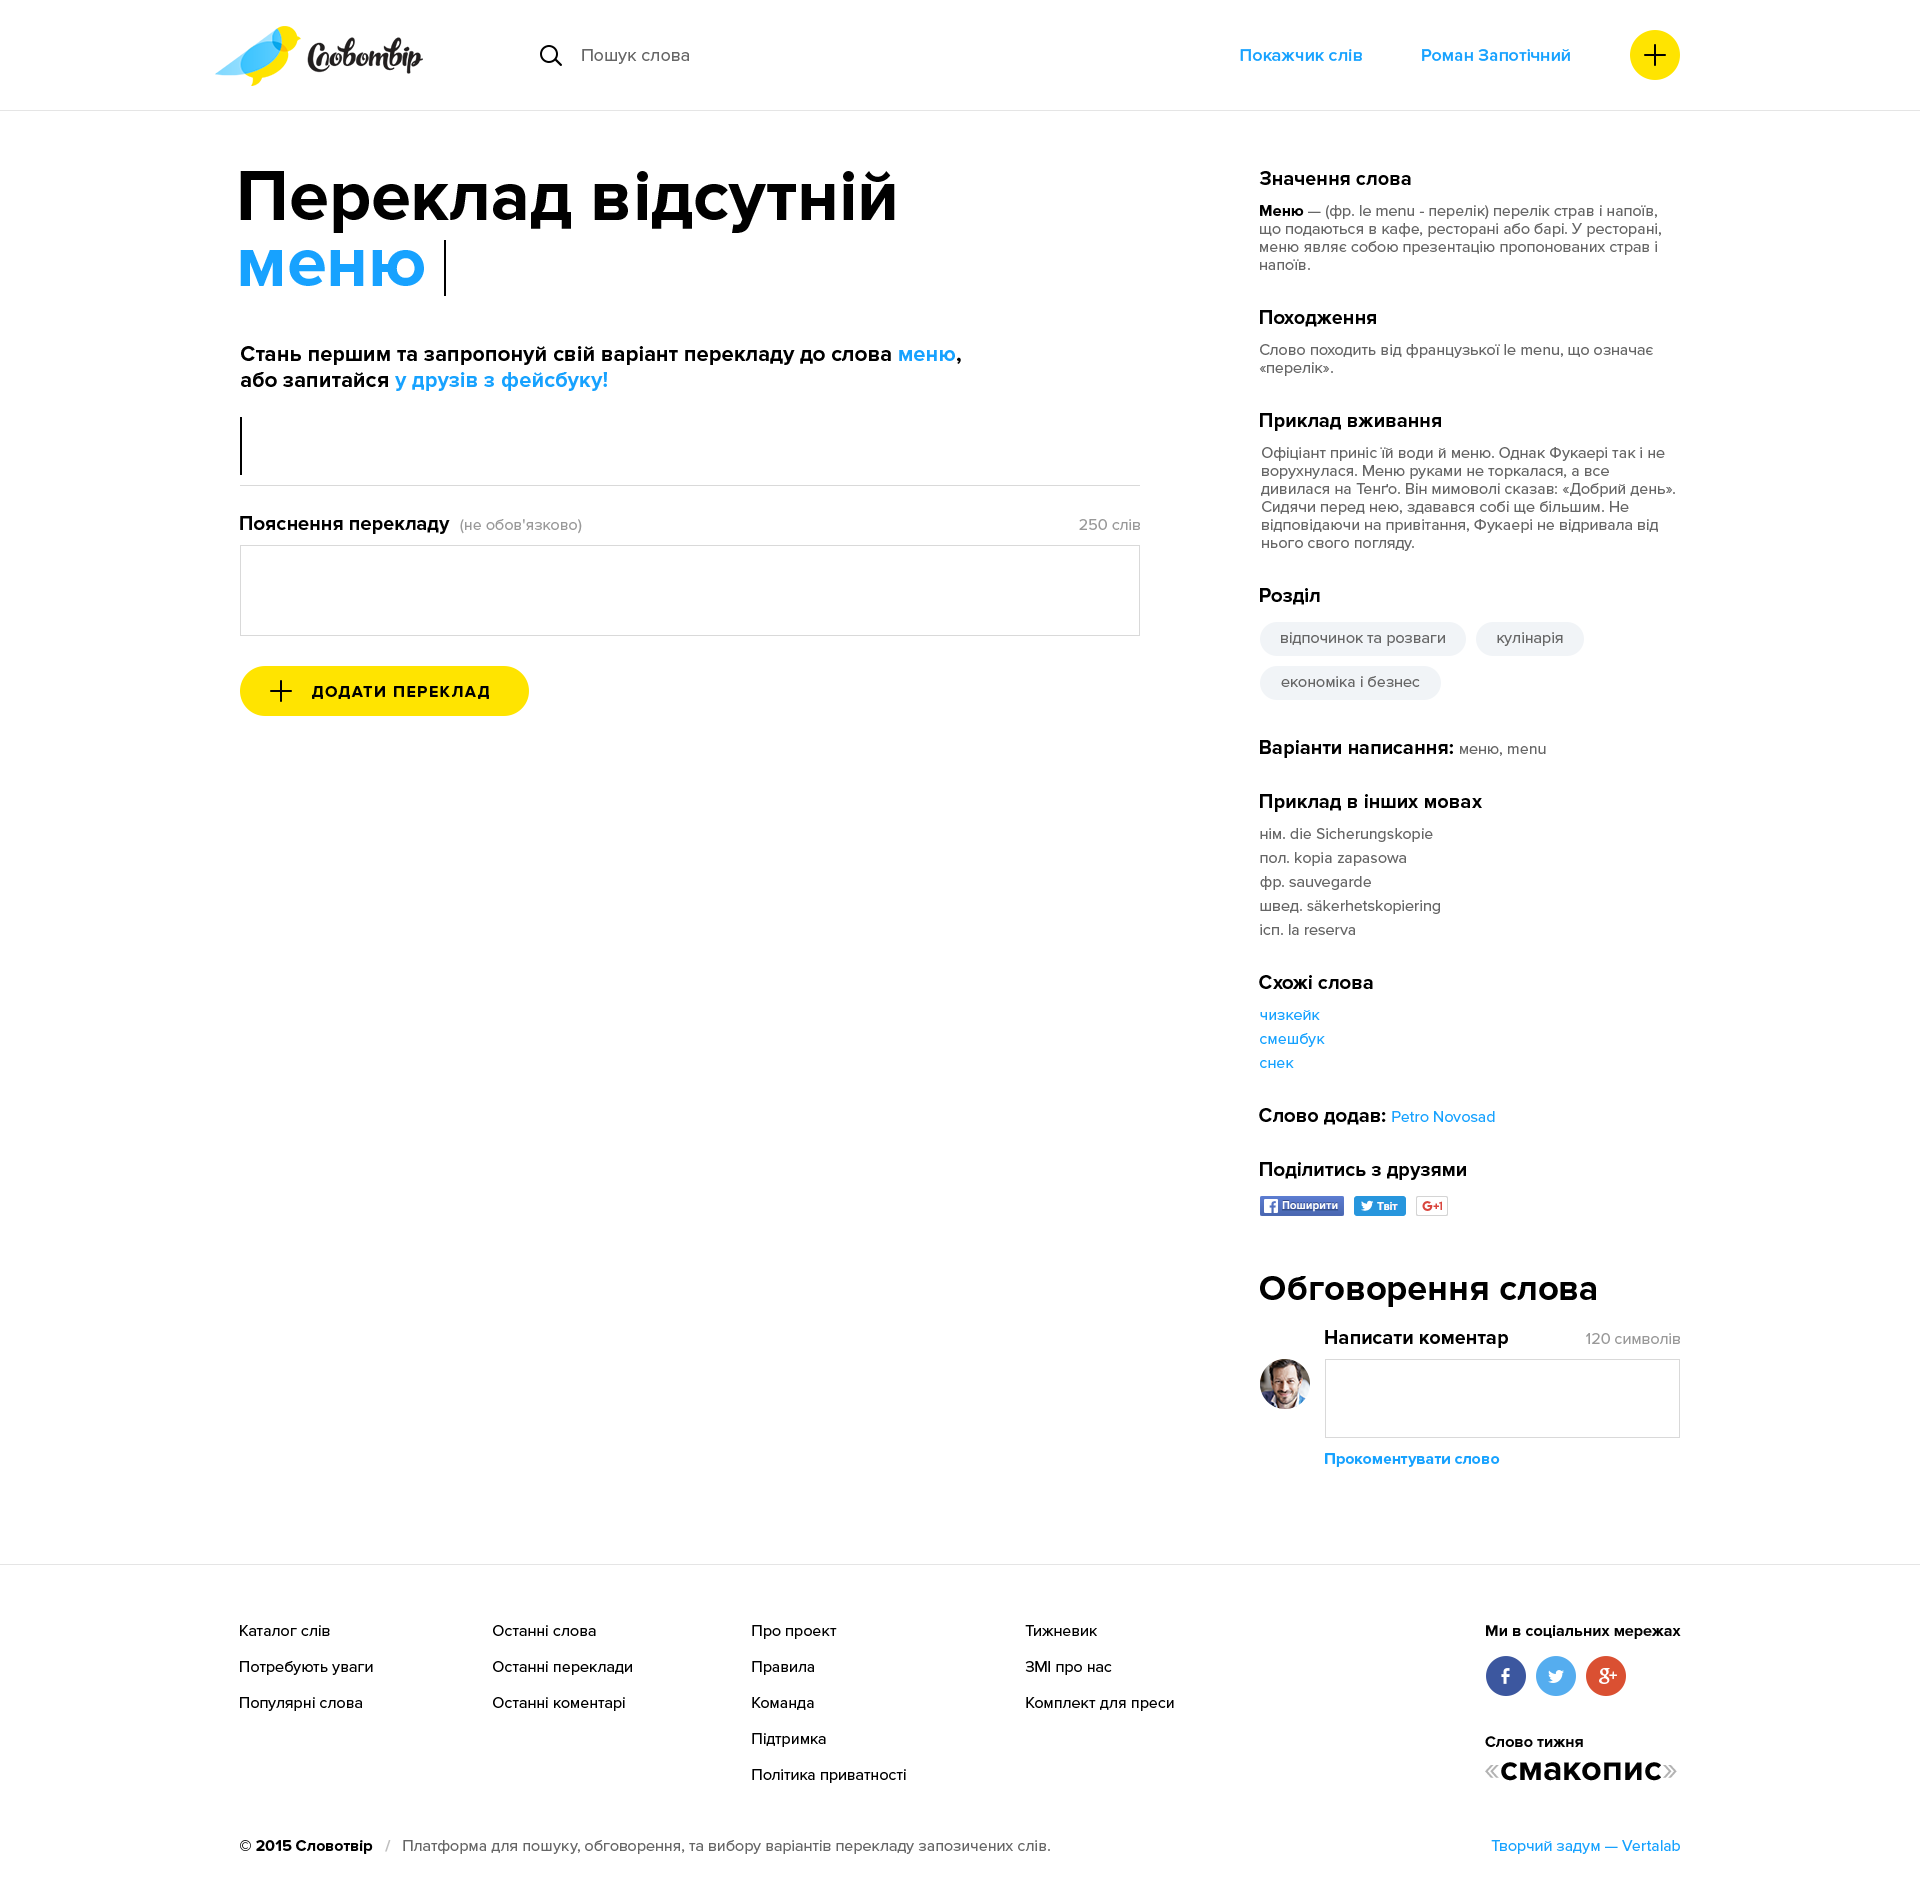 Словотвір
Пошук слова
Покажчик слів
Роман Запотічний
Переклад відсутній
меню
Стань першим та запропонуй свій варіант перекладу до слова меню,
або запитайся у друзів з фейсбуку!
Пояснення перекладу (не обов'язково)
250 слів
ДОДАТИ ПЕРЕКЛАД
Значення слова
Меню — (фр. le menu - перелік) перелік страв і напоїв,
що подаються в кафе, ресторані або барі. У ресторані,
меню являє собою презентацію пропонованих страв і
напоїв.
Походження
Слово походить від французької le menu, що означає
«перелік».
Приклад вживання
Офіціант приніс їй води й меню. Однак Фукаері так і не
ворухнулася. Меню руками не торкалася, а все
дивилася на Тенґо. Він мимоволі сказав: «Добрий день».
Сидячи перед нею, здавався собі ще більшим. Не
відповідаючи на привітання, Фукаері не відривала від
нього свого погляду.
Розділ
відпочинок та розваги
кулінарія
економіка і бізнес
Варіанти написання: меню, menu
Приклад в інших мовах
нім. die Sicherungskopie
пол. kopia zapasowa
фр. sauvegarde
швед. säkerhetskopiering
ісп. la reserva
Схожі слова
чизкейк
смешбук
снек
Слово додав: Petro Novosad
Поділитись з друзями
Поширити
Твіт
G+1
Обговорення слова
Написати коментар
120 символів
Прокоментувати слово
Каталог слів
Потребують уваги
Популярні слова
Останні слова
Останні переклади
Останні коментарі
Про проект
Правила
Команда
Підтримка
Політика приватності
Тижневик
ЗМІ про нас
Комплект для преси
Ми в соціальних мережах
f
g+
Слово тижня
«смакопис»
© 2015 Словотвір / Платформа для пошуку, обговорення, та вибору варіантів перекладу запозичених слів.
Творчий задум — Vertalab